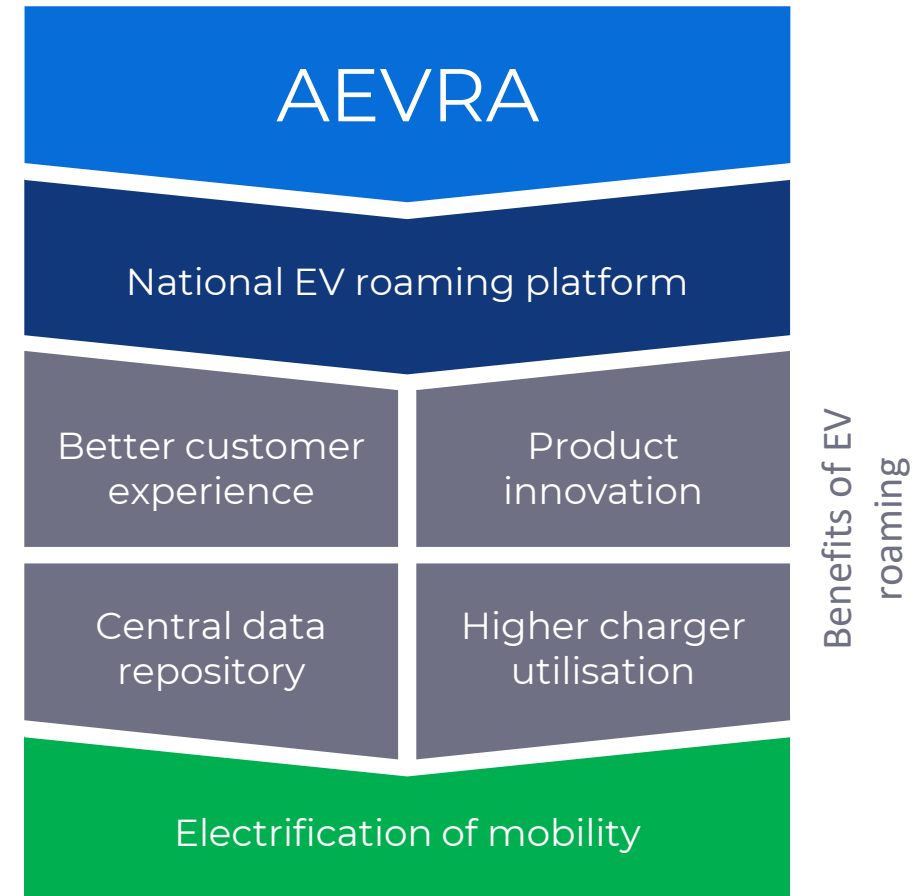 AEVRA
National EV roaming platform
Better customer
experience
Product
innovation
Central data
repository
Higher charger
utilisation
Benefits of EV
roaming
Electrification of mobility